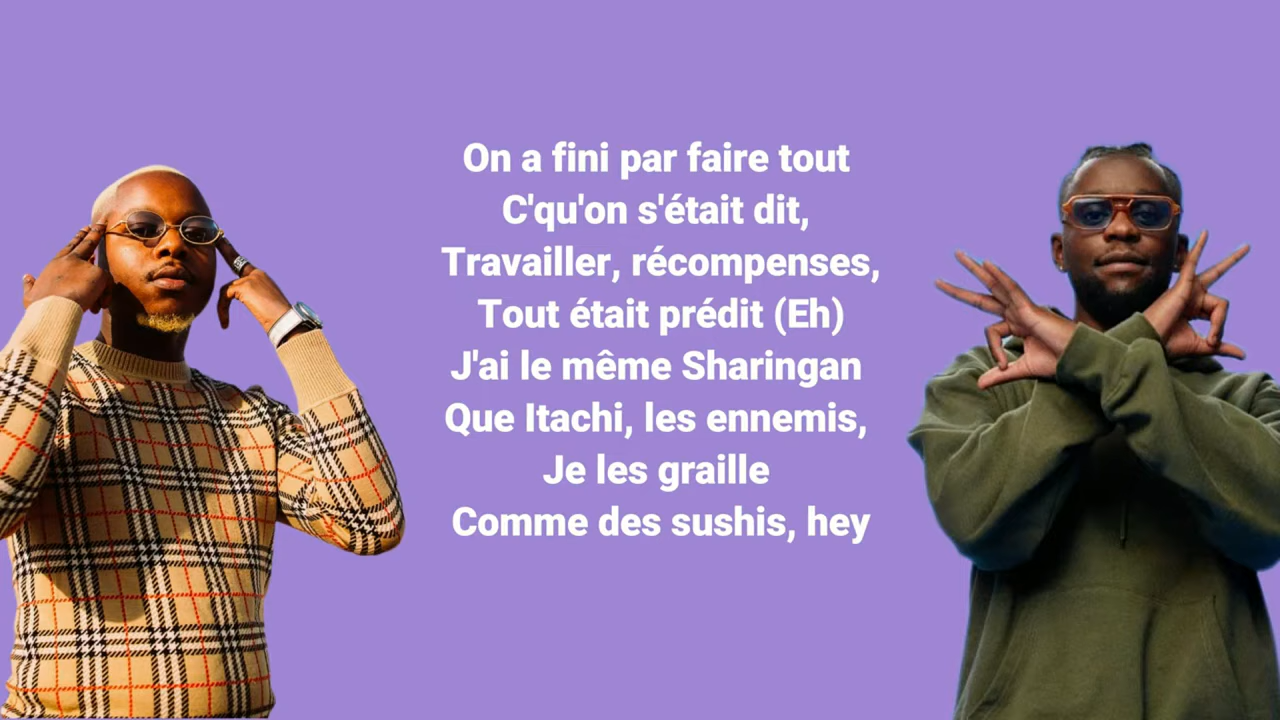 On a fini par faire tout
C'qu'on s'était dit,
Travailler, récompenses,
Tout était prédit (Eh)
J'ai le même Sharingan
Que Itachi, les ennemis,
Je les graille
Comme des sushis, hey